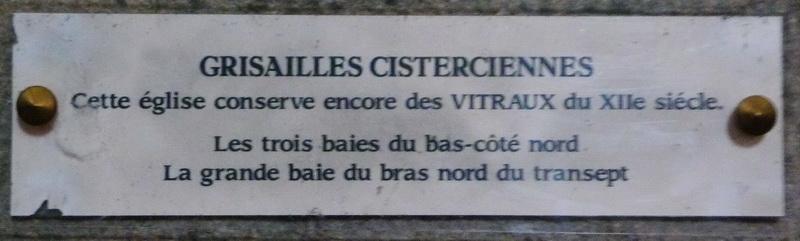 GRISAILLES CISTERCIENNES
Cette église conserve encore des VITRAUX du XIIe siécle.
Les trois baies du bas-côté nord
La grande baie du bras nord du transept